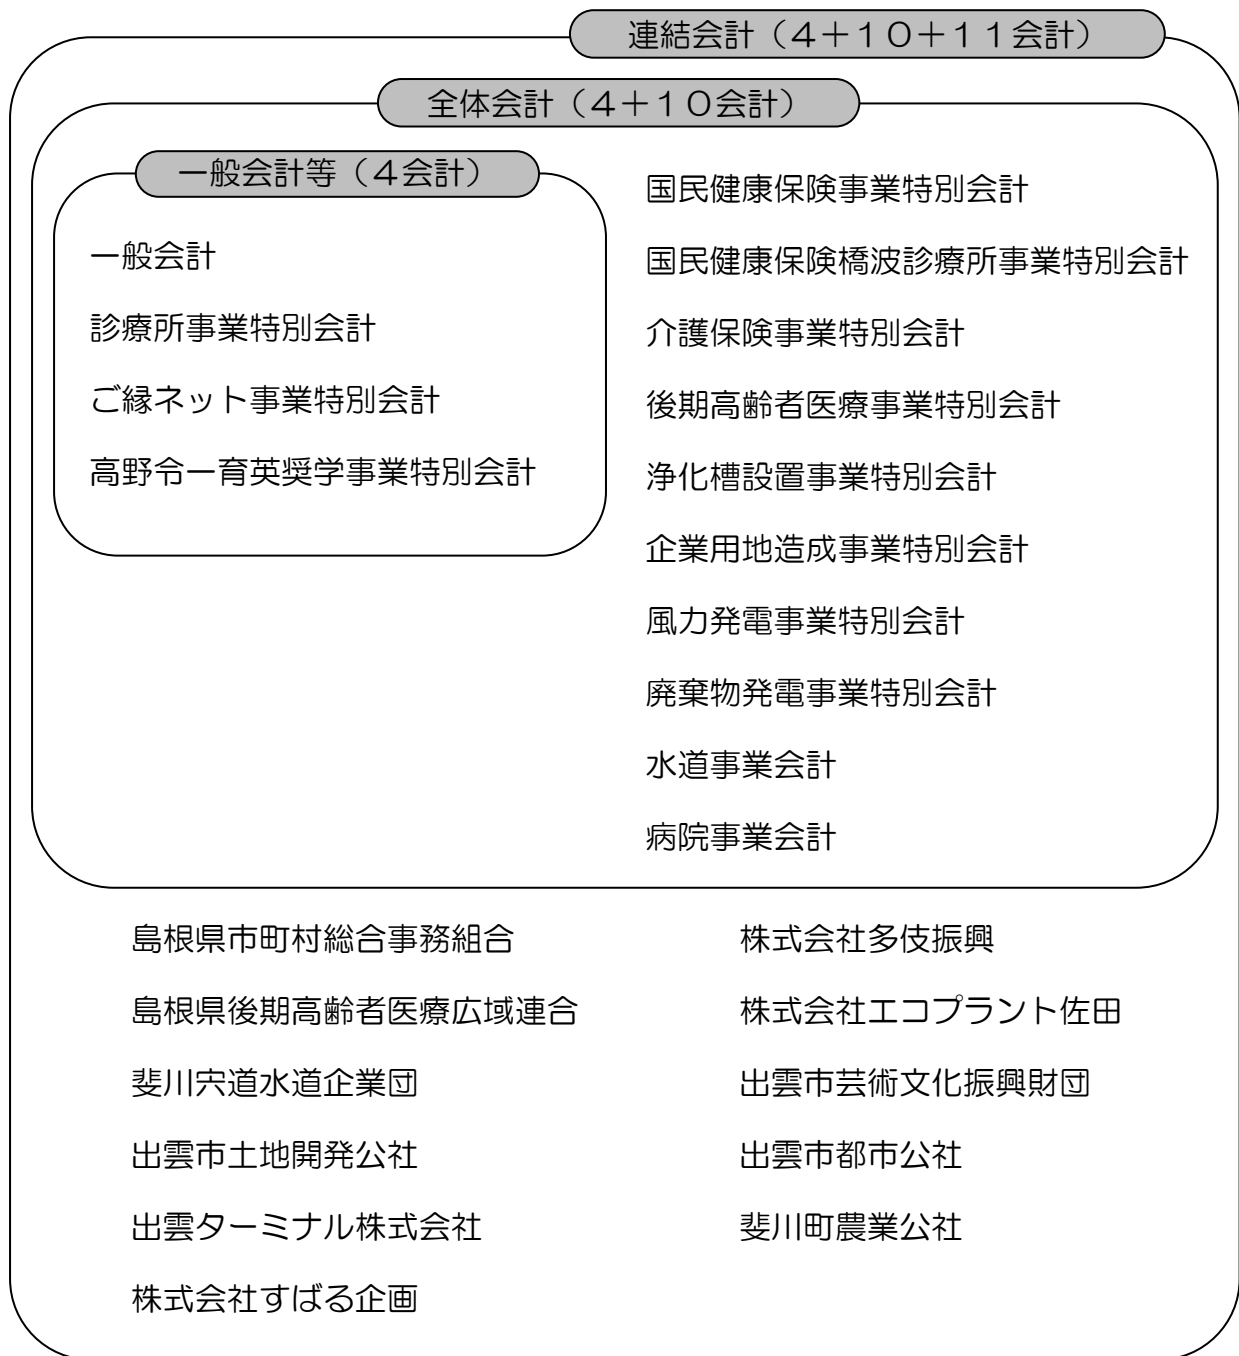 連結会計（４＋１０＋１１会計）
全体会計（４＋１０会計）
一般会計等（４会計）
一般会計
診療所事業特別会計
ご縁ネット事業特別会計
高野令一育英奨学事業特別会計
国民健康保険事業特別会計
国民健康保険橋波診療所事業特別会計
介護保険事業特別会計
後期高齢者医療事業特別会計
浄化槽設置事業特別会計
企業用地造成事業特別会計
風力発電事業特別会計
廃棄物発電事業特別会計
水道事業会計
病院事業会計
島根県市町村総合事務組合
島根県後期高齢者医療広域連合
斐川宍道水道企業団
出雲市土地開発公社
出雲ターミナル株式会社
株式会社すばる企画
株式会社多伎振興
株式会社エコプラント佐田
出雲市芸術文化振興財団
出雲市都市公社
斐川町農業公社